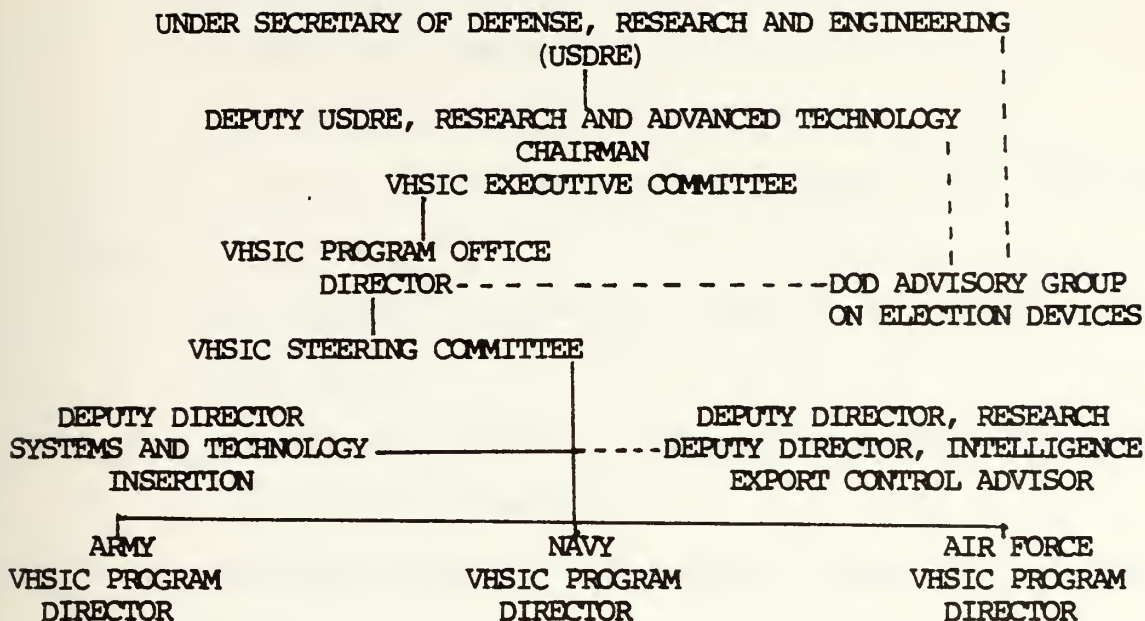 UNDER SECRETARY OF DEFENSE, RESEARCH AND ENGINEERING
(USDRE)
DEPUTY USDRE, RESEARCH AND ADVANCED TECHNOLOGY
CHAIRMAN
VHSIC EXECUTIVE COMMITTEE
VHSIC PROGRAM OFFICE
DIRECTOR
DOD ADVISORY GROUP
ON ELECTION DEVICES
VHSIC STEERING COMMITTEE
DEPUTY DIRECTOR
SYSTEMS AND TECHNOLOGY
INSERTION
DEPUTY DIRECTOR, RESEARCH
DEPUTY DIRECTOR, INTELLIGENCE
EXPORT CONTROL ADVISOR
ARMY
VHSIC PROGRAM
DIRECTOR
NAVY
VHSIC PROGRAM
DIRECTOR
AIR FORCE
VHSIC PROGRAM
DIRECTOR